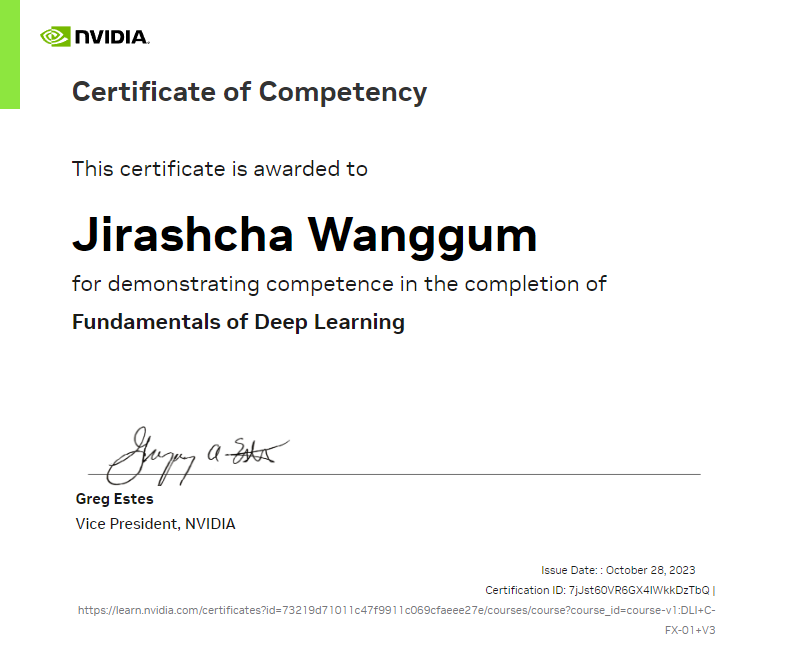 NVIDIA.
Certificate of Competency
This certificate is awarded to
Jirashcha Wanggum
for demonstrating competence in the completion of
Fundamentals of Deep Learning
Greg Estes
Vice President, NVIDIA
Issue Date: : October 28, 2023
Certification ID: 7jJst60VR6GX4IWkkDzTbQ |
https://learn.nvidia.com/certificates?id=73219d71011c47f9911c069cfaeee27e/courses/course?course_id=course-v1:DLI+C-
FX-01+V3